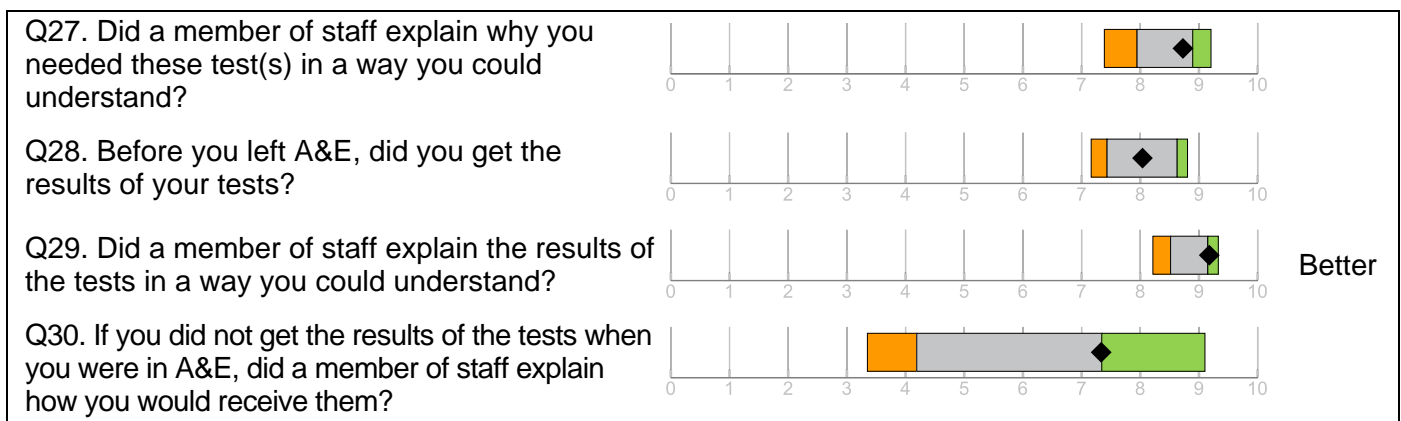 Q27. Did a member of staff explain why you
needed these test(s) in a way you could
understand?
0 1 2 3 4 5 6 7 8 9 10
Q28. Before you left A&E, did you get the
results of your tests?
0 1 2 3 4 5 6 7 8 9 10
Q29. Did a member of staff explain the results of
the tests in a way you could understand?
0 1 2 3 4 5 6 7 8 9 10
Better
Q30. If you did not get the results of the tests when
you were in A&E, did a member of staff explain
how you would receive them?
0 1 2 3 4 5 6 7 8 9 10